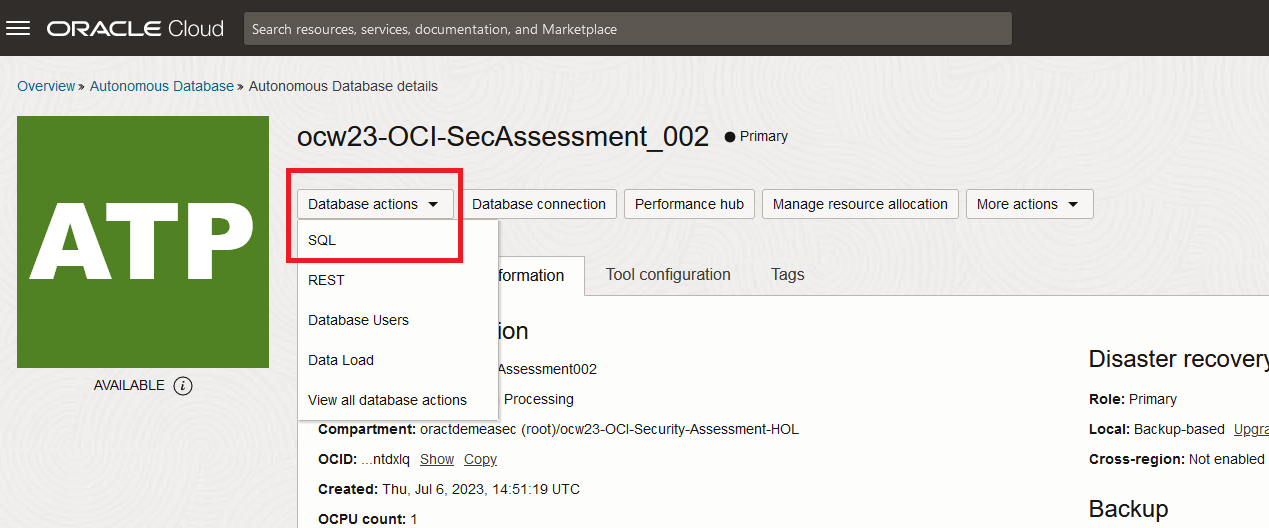 ORACLE Cloud
Search resources, services, documentation, and Marketplace
Overview » Autonomous Database » Autonomous Database details
ATP
AVAILABLE
ocw23-OCI-SecAssessment_002 Primary
Database actions Database connection Performance hub Manage resource allocation More actions
SQL
REST
Database Users
Data Load
View all database actions
formation Tool configuration Tags
ion
Assessment002
Processing
Compartment: oractdemeasec (root)/ocw23-OCI-Security-Assessment-HOL
OCID: ...ntdxlq Show Copy
Created: Thu, Jul 6, 2023, 14:51:19 UTC
OCPU count: 1
Disaster recovery
Role: Primary
Local: Backup-based Upgra
Cross-region: Not enabled
Backup